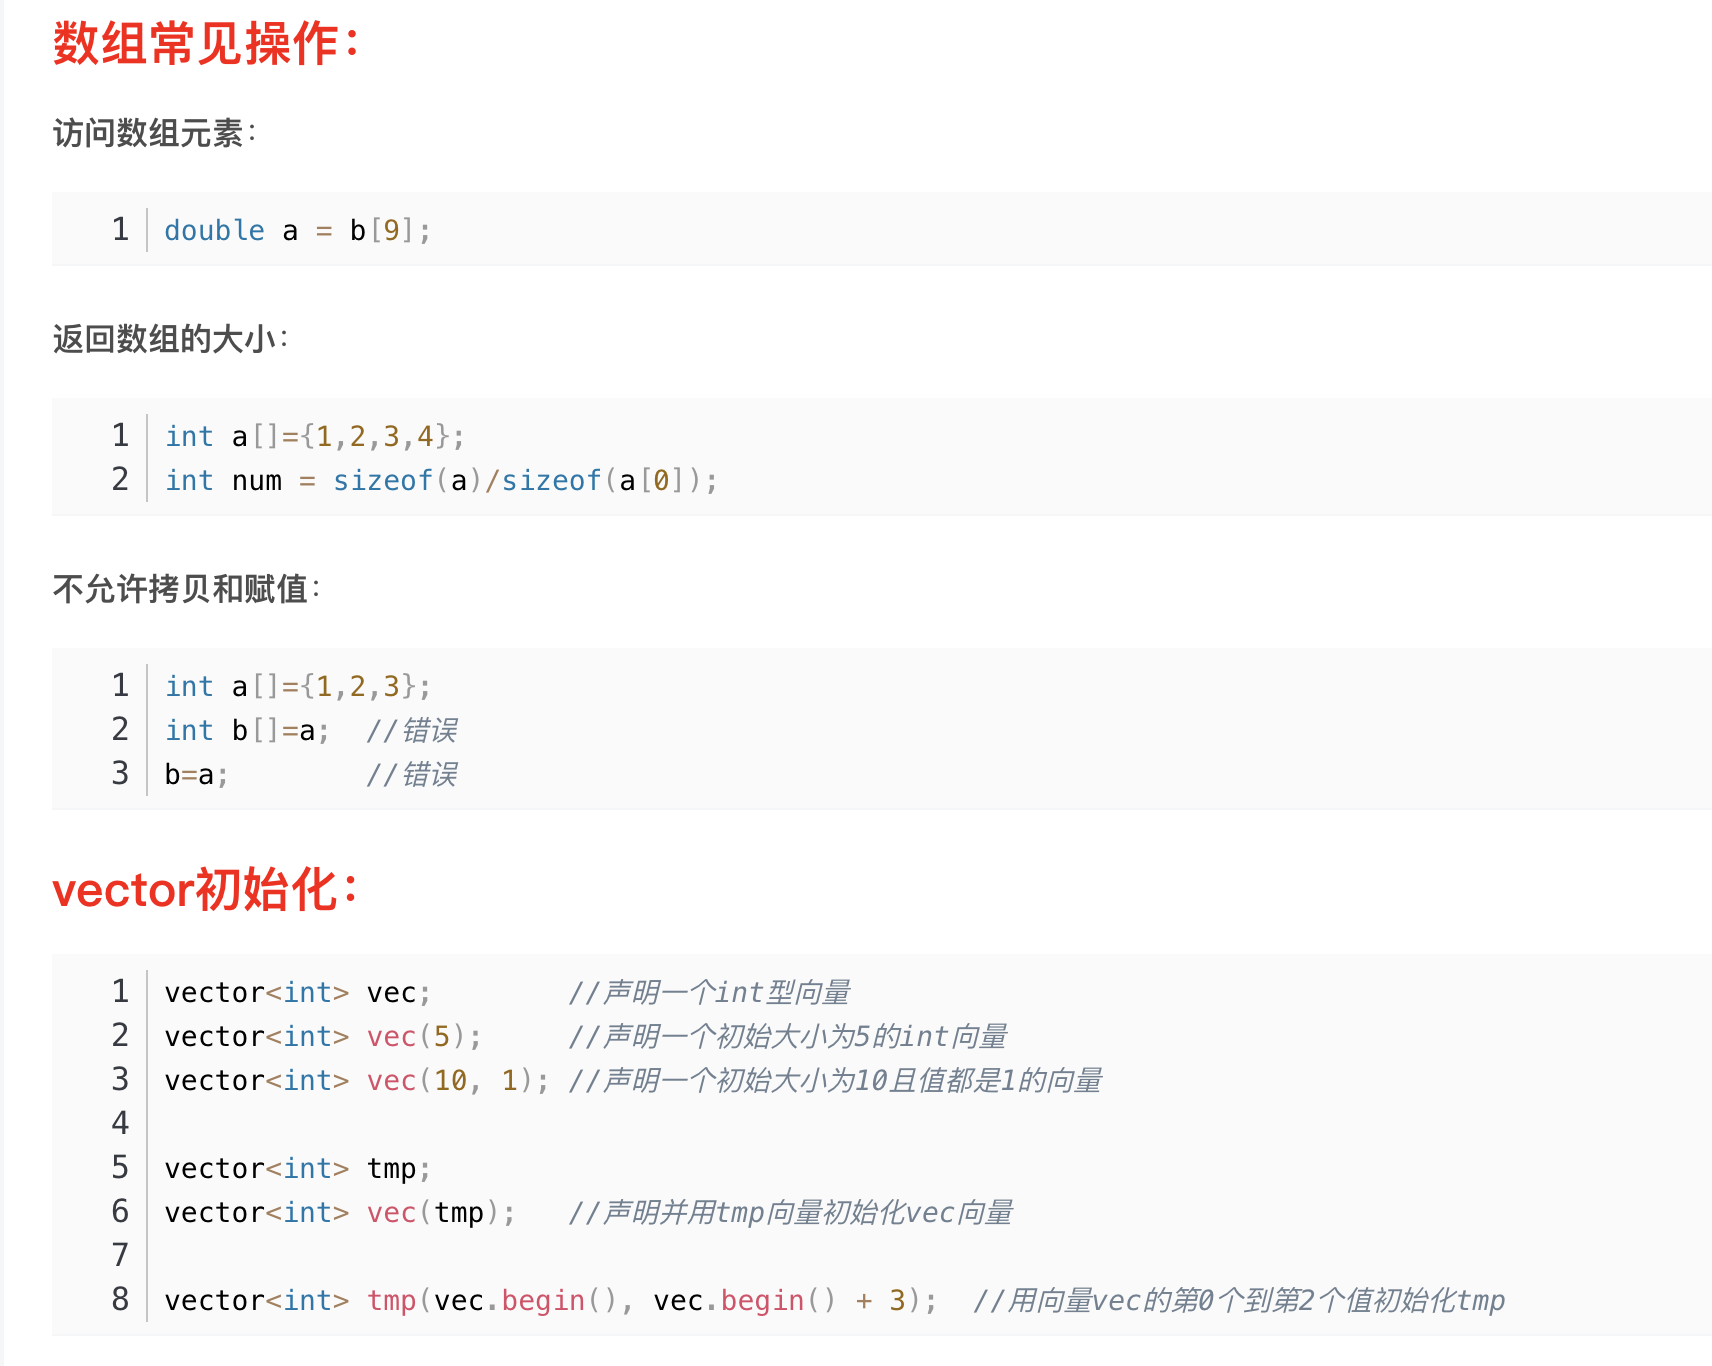 数组常见操作：
访问数组元素：
1 double a = b[9];
返回数组的大小：
1 int a[]={1,2,3,4};
2 int num = sizeof(a)/sizeof(a[0]);
不允许拷贝和赋值：
1 int a[]={1,2,3};
2 int b[]=a;  //错误
3 b=a;        //错误
vector初始化：
1 vector<int> vec;        //声明一个int型向量
2 vector<int> vec(5);     //声明一个初始大小为5的int向量
3 vector<int> vec(10, 1); //声明一个初始大小为10且值都是1的向量
4
5 vector<int> tmp;
6 vector<int> vec(tmp);   //声明并用tmp向量初始化vec向量
7
8 vector<int> tmp(vec.begin(), vec.begin() + 3);  //用向量vec的第0个到第2个值初始化tmp